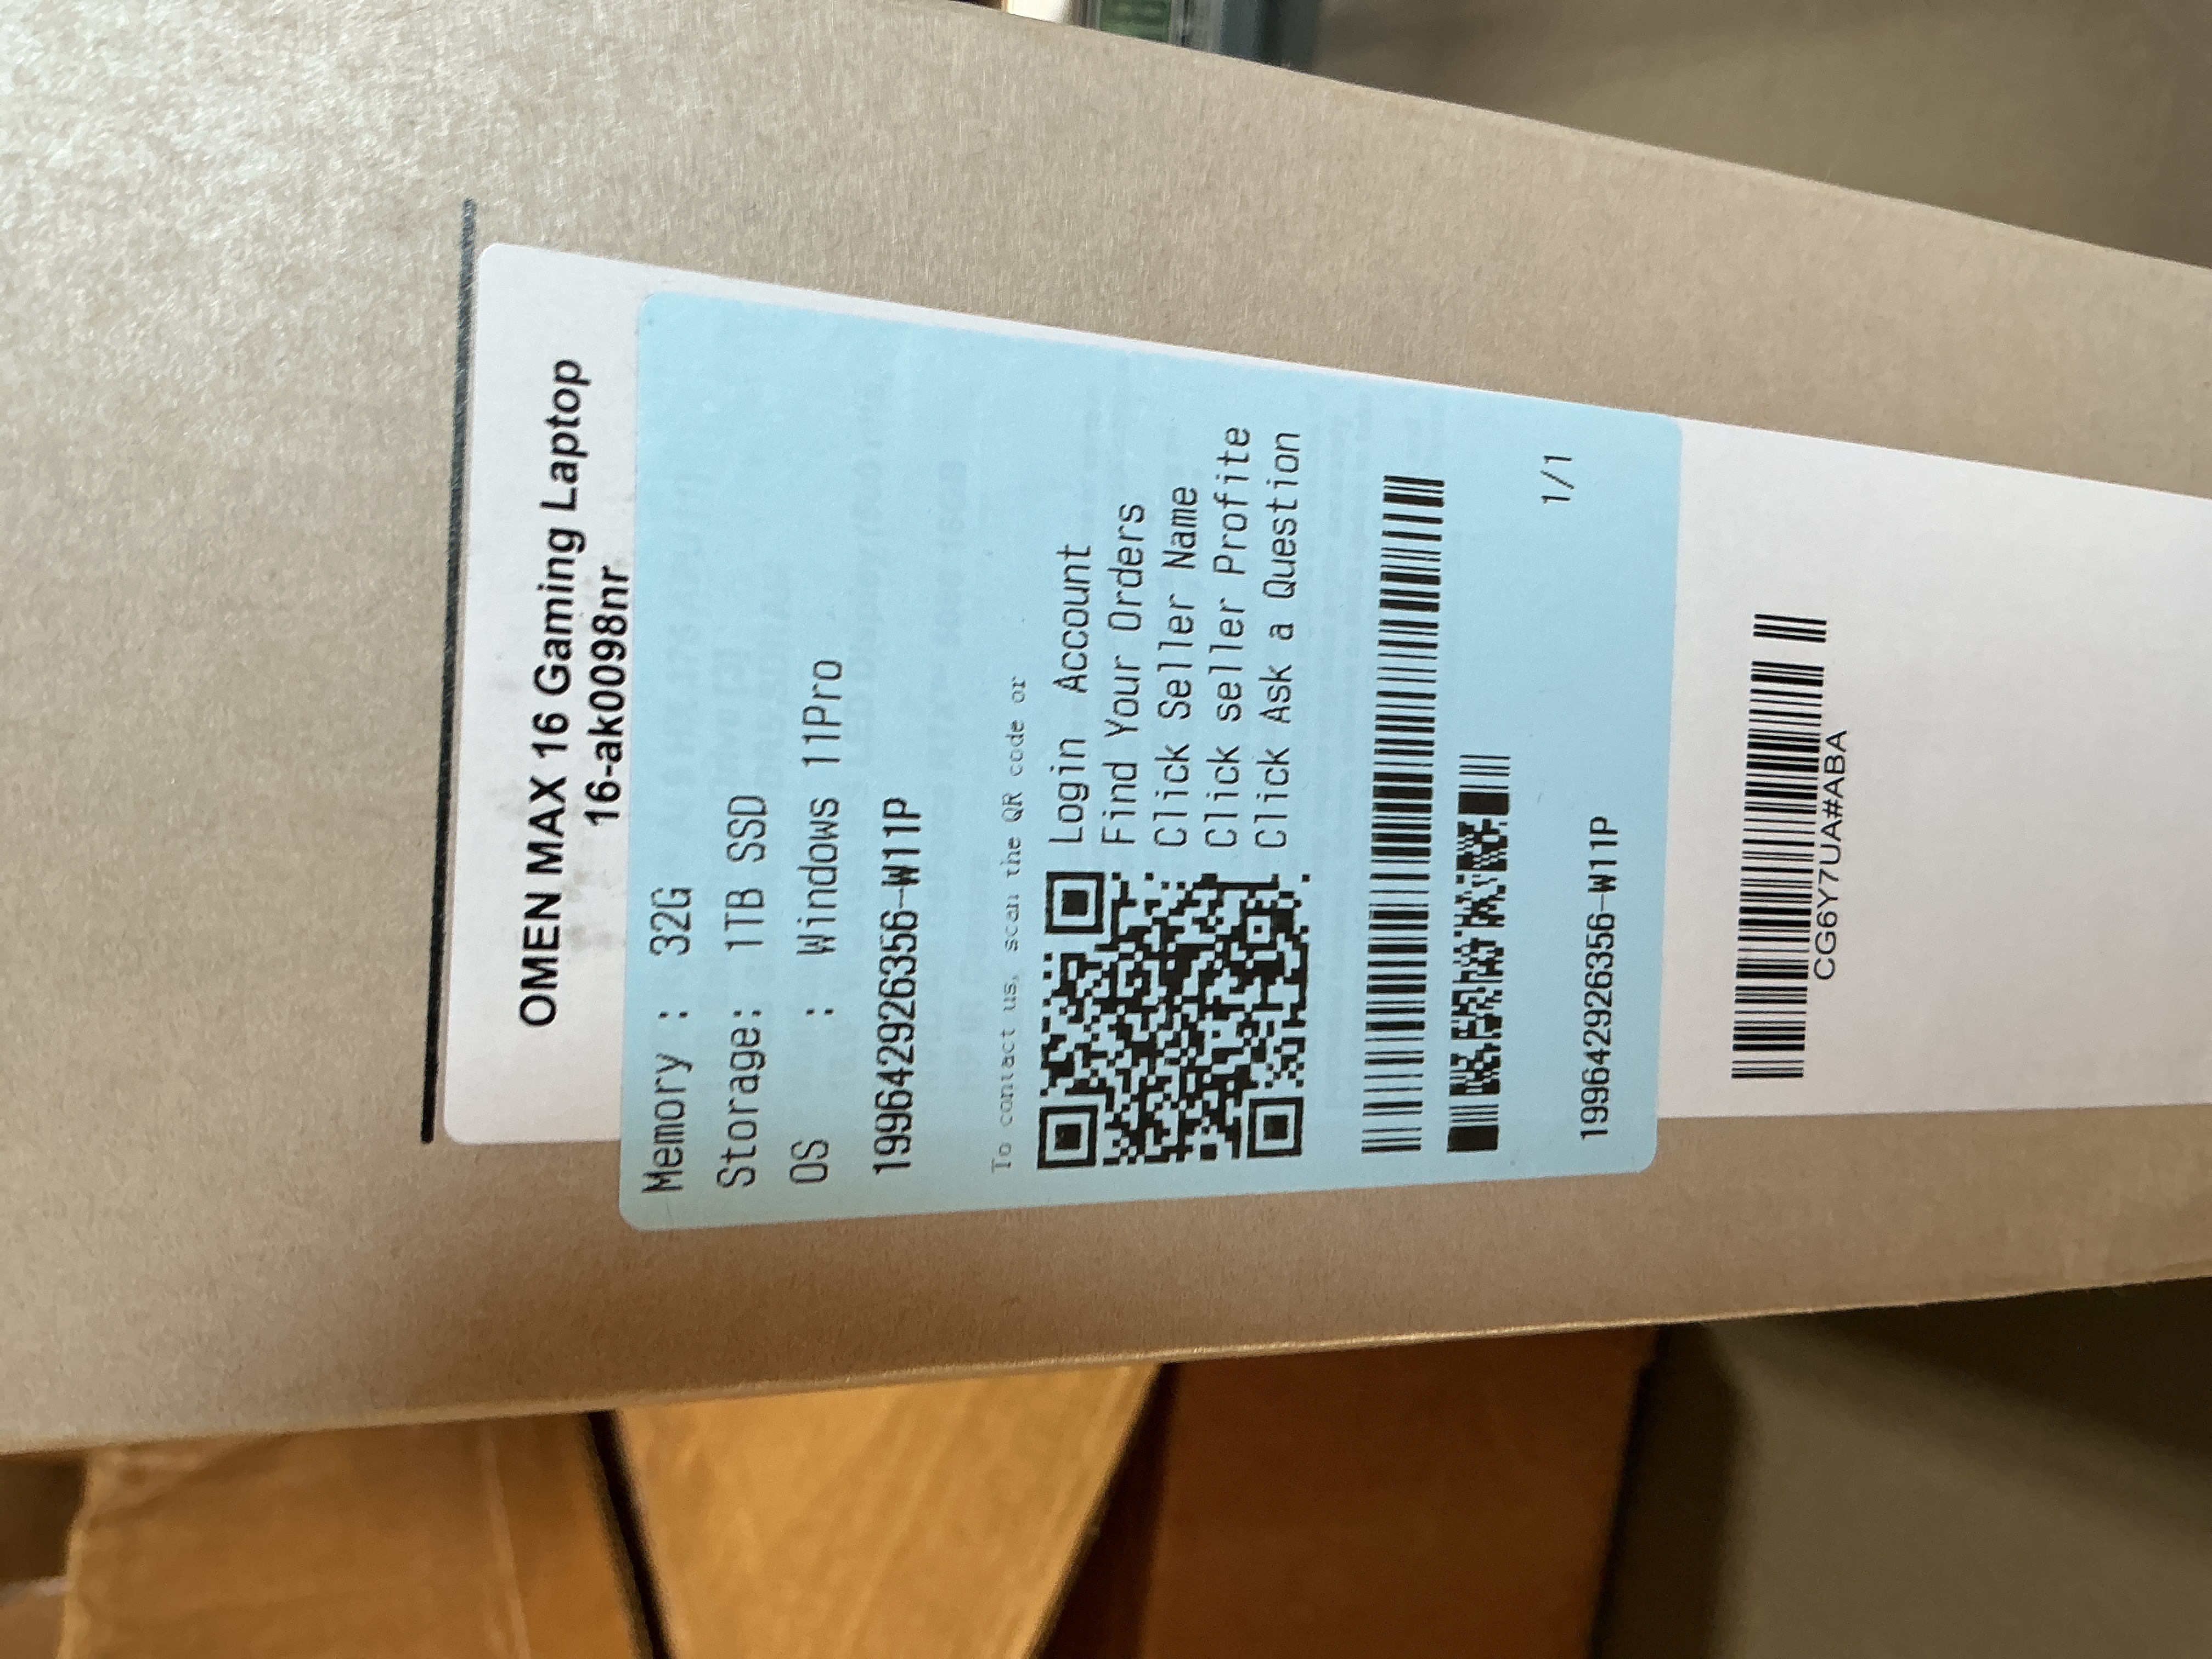 OMEN MAX 16 Gaming Laptop
16-ak0098nr
Memory : 32G
Storage: 1TB SSD
OS : Windows 11Pro
199642926356-W11P
To contact us, scan the QR code or
Login Account
Find Your Orders
Click Seller Name
Click seller Profite
Click Ask a Question
1/1
199642926356-W11P
CG6Y7UA#ABA